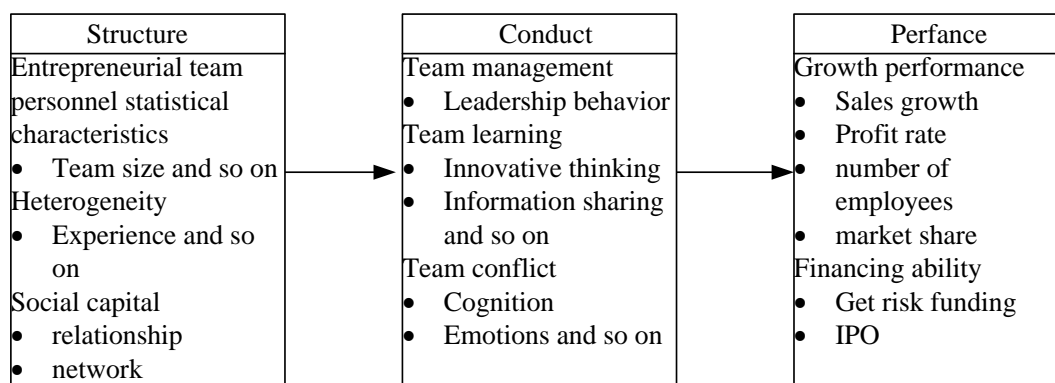 Structure
Entrepreneurial team
personnel statistical
characteristics
• Team size and so on
Heterogeneity
• Experience and so
on
Social capital
• relationship
• network
Conduct
Team management
• Leadership behavior
Team learning
• Innovative thinking
• Information sharing
and so on
Team conflict
• Cognition
• Emotions and so on
Perfance
Growth performance
• Sales growth
• Profit rate
• number of
employees
• market share
Financing ability
• Get risk funding
• IPO